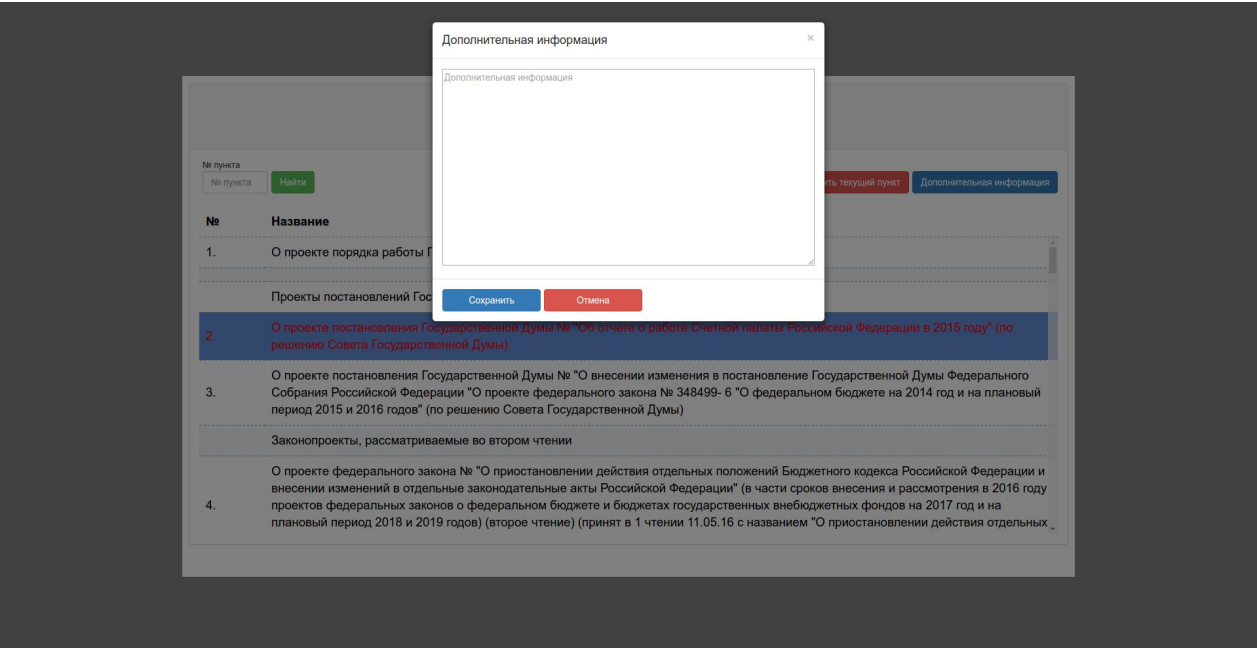 Дополнительная информация ×
Дополнительная информация
№ пункта
№ пункта Найти текущий пункт Дополнительная информация
№ Название
1. О проекте порядка работы
Проекты постановлений
Сохранить Отмена
2. О проекте постановления Государственной Думы № "Об отчете о работе Счетной палаты Российской Федерации в 2015 году" (по
решению Совета Государственной Думы)
О проекте постановления Государственной Думы № "О внесении изменения в постановление Государственной Думы Федерального
3. Собрания Российской Федерации "О проекте федерального закона № 348499- 6 "О федеральном бюджете на 2014 год и на плановый
период 2015 и 2016 годов" (по решению Совета Государственной Думы)
Законопроекты, рассматриваемые во втором чтении
О проекте федерального закона № "О приостановлении действия отдельных положений Бюджетного кодекса Российской Федерации и
внесении изменений в отдельные законодательные акты Российской Федерации" (в части сроков внесения и рассмотрения в 2016 году
4. проектов федеральных законов о федеральном бюджете и бюджетах государственных внебюджетных фондов на 2017 год и на
плановый период 2018 и 2019 годов) (второе чтение) (принят в 1 чтении 11.05.16 с названием "О приостановлении действия отдельных